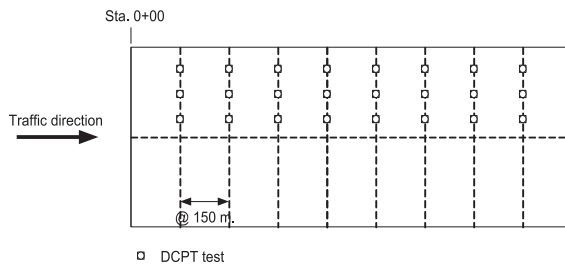 Sta. 0+00
Traffic direction
@ 150 m.
DCPT test